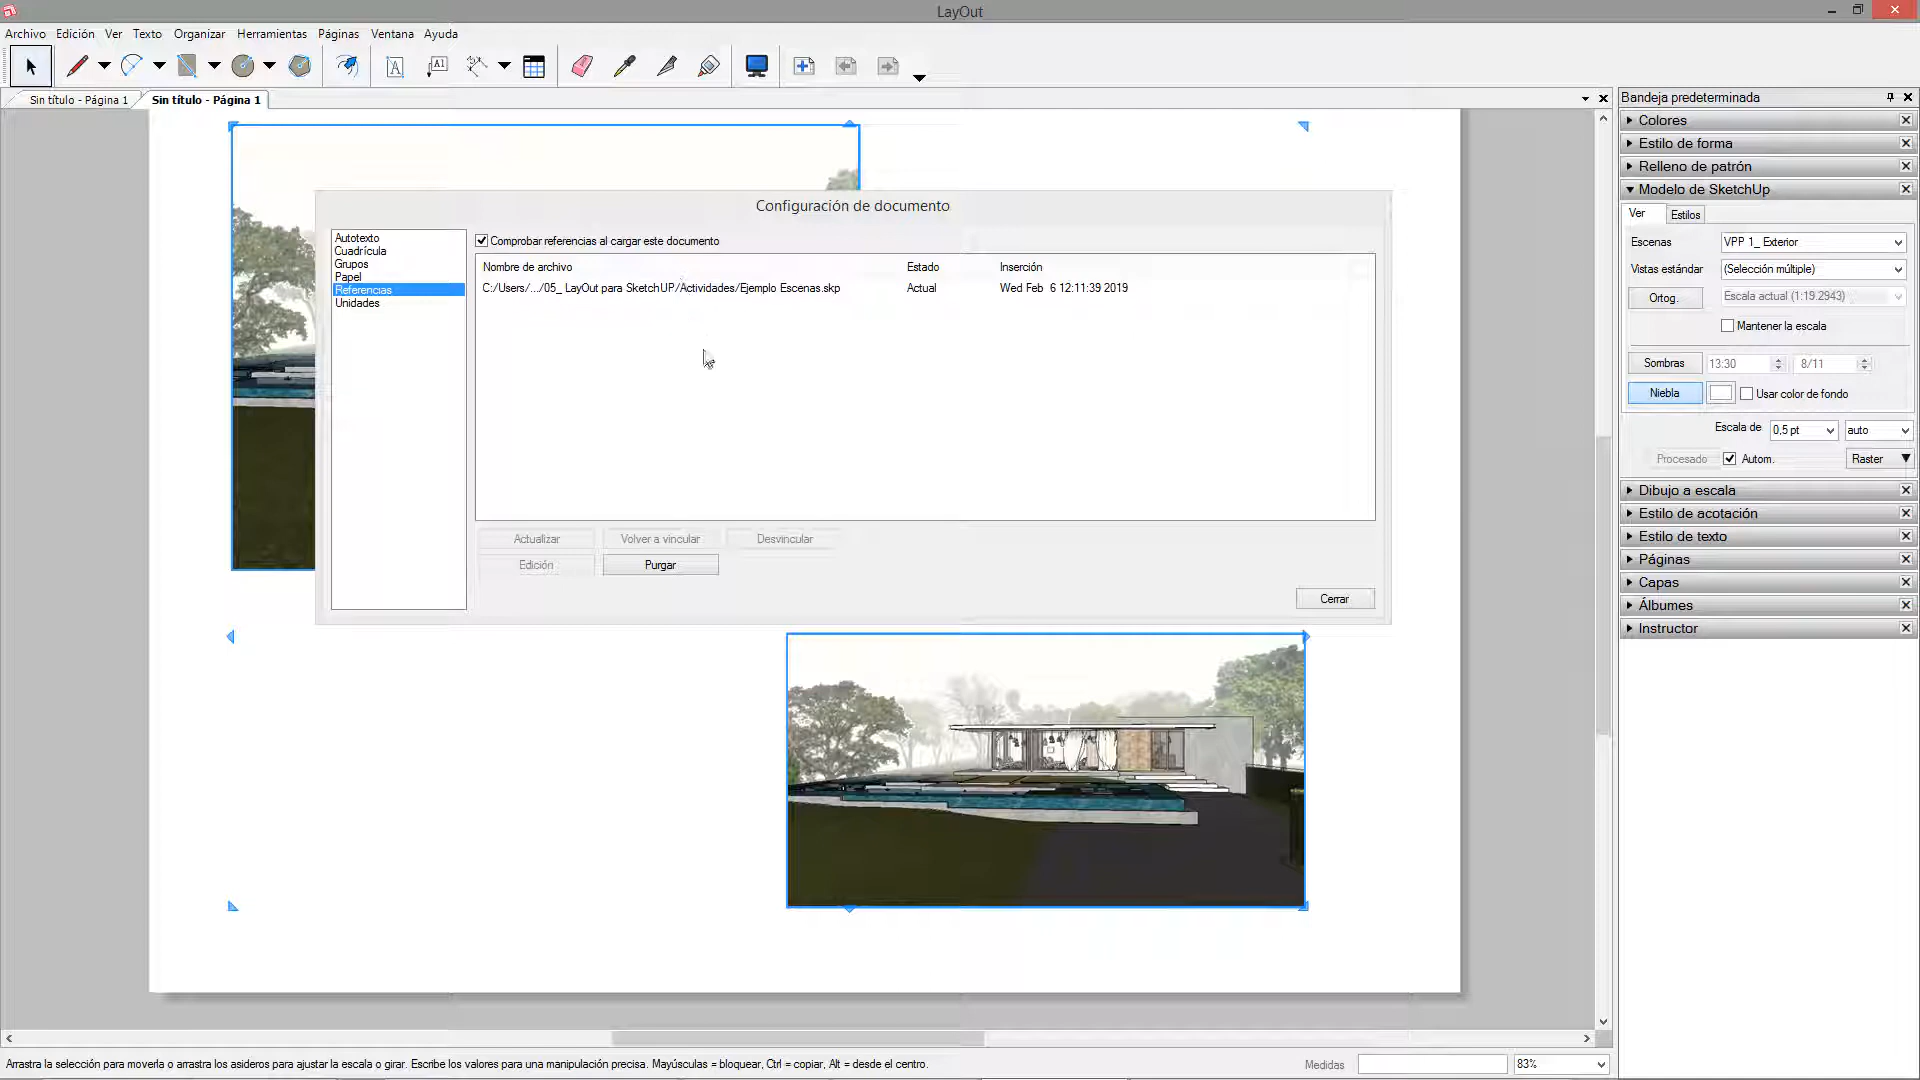 LayOut
Archivo Edición Ver Texto Organizar Herramientas Páginas Ventana Ayuda
Sin título - Página 1
Sin título - Página 1
Configuración de documento
Autotexto
Cuadrícula
Grupos
Papel
Referencias
Unidades
Comprobar referencias al cargar este documento
Nombre de archivo Estado Inserción
C:/Users/.../05_ LayOut para SketchUP/Actividades/Ejemplo Escenas.skp Actual Wed Feb 6 12:11:39 2019
Actualizar Volver a vincular Desvincular
Edición Purgar
Cerrar
Bandeja predeterminada
Colores
Estilo de forma
Relleno de patrón
Modelo de SketchUp
Ver Estilos
Escenas VPP 1_ Exterior
Vistas estándar (Selección múltiple)
Ortog. Escala actual (1:19.2943)
Mantener la escala
Sombras 13:30 8/11
Niebla Usar color de fondo
Escala de 0,5 pt auto
Procesado Autom. Raster
Dibujo a escala
Estilo de acotación
Estilo de texto
Páginas
Capas
Álbumes
Instructor
Arrastra la selección para moverla o arrastra los asideros para ajustar la escala o girar. Escribe los valores para una manipulación precisa. Mayúsculas = bloquear, Ctrl = copiar, Alt = desde el centro.
Medidas 83%